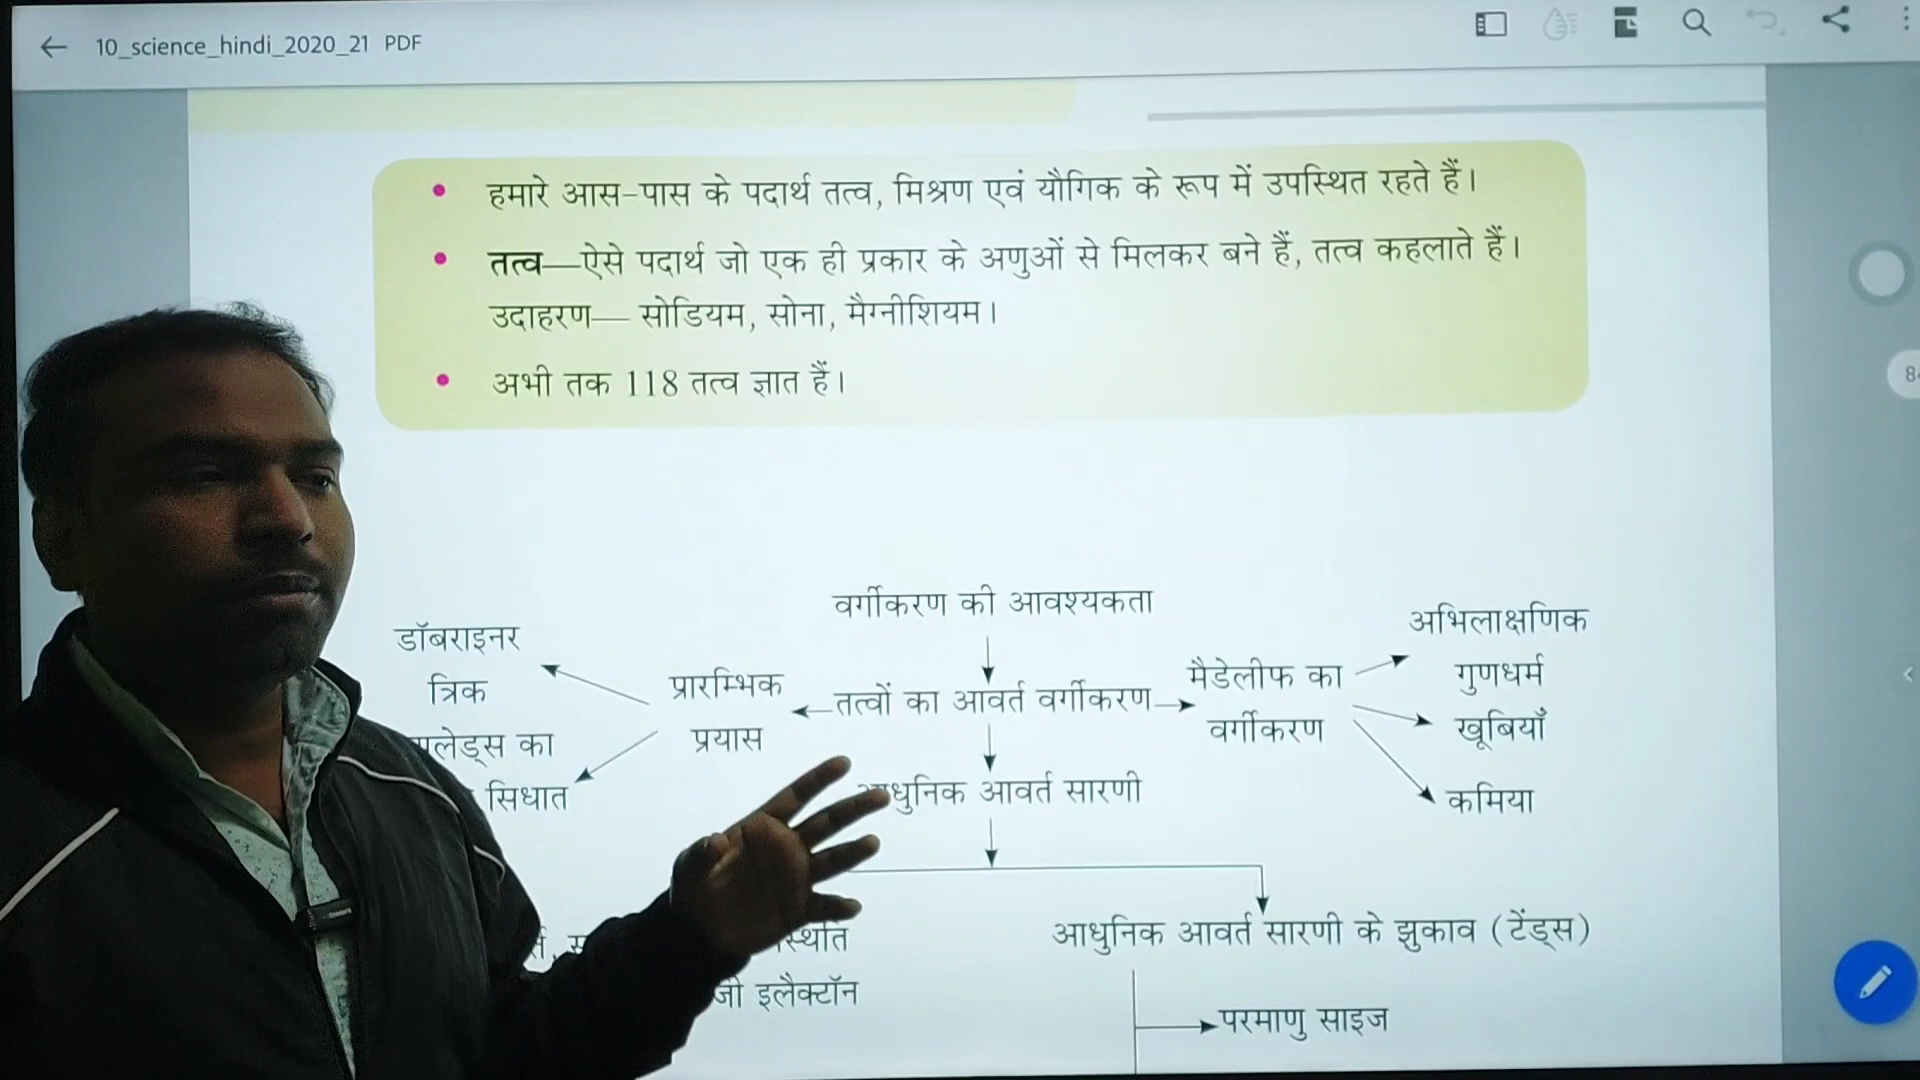 10_science_hindi_2020_21 PDF
• हमारे आस-पास के पदार्थ तत्व, मिश्रण एवं यौगिक के रूप में उपस्थित रहते हैं।
• तत्व—ऐसे पदार्थ जो एक ही प्रकार के अणुओं से मिलकर बने हैं, तत्व कहलाते हैं।
उदाहरण— सोडियम, सोना, मैग्नीशियम।
• अभी तक 118 तत्व ज्ञात हैं।
वर्गीकरण की आवश्यकता
डॉबराइनर
त्रिक
का
सिधात
प्रारम्भिक
प्रयास
तत्वों का आवर्त वर्गीकरण
मैडेलीफ का
वर्गीकरण
अभिलाक्षणिक
गुणधर्म
खूबियाँ
कमिया
आवर्त सारणी
इलैक्टॉन
आधुनिक आवर्त सारणी के झुकाव (टेंड्स)
परमाणु साइज